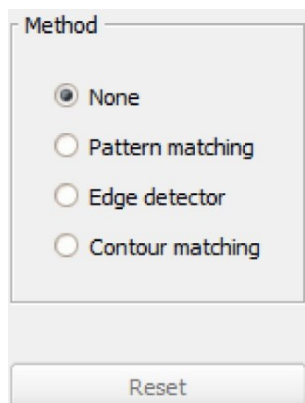 Method
None
Pattern matching
Edge detector
Contour matching
Reset